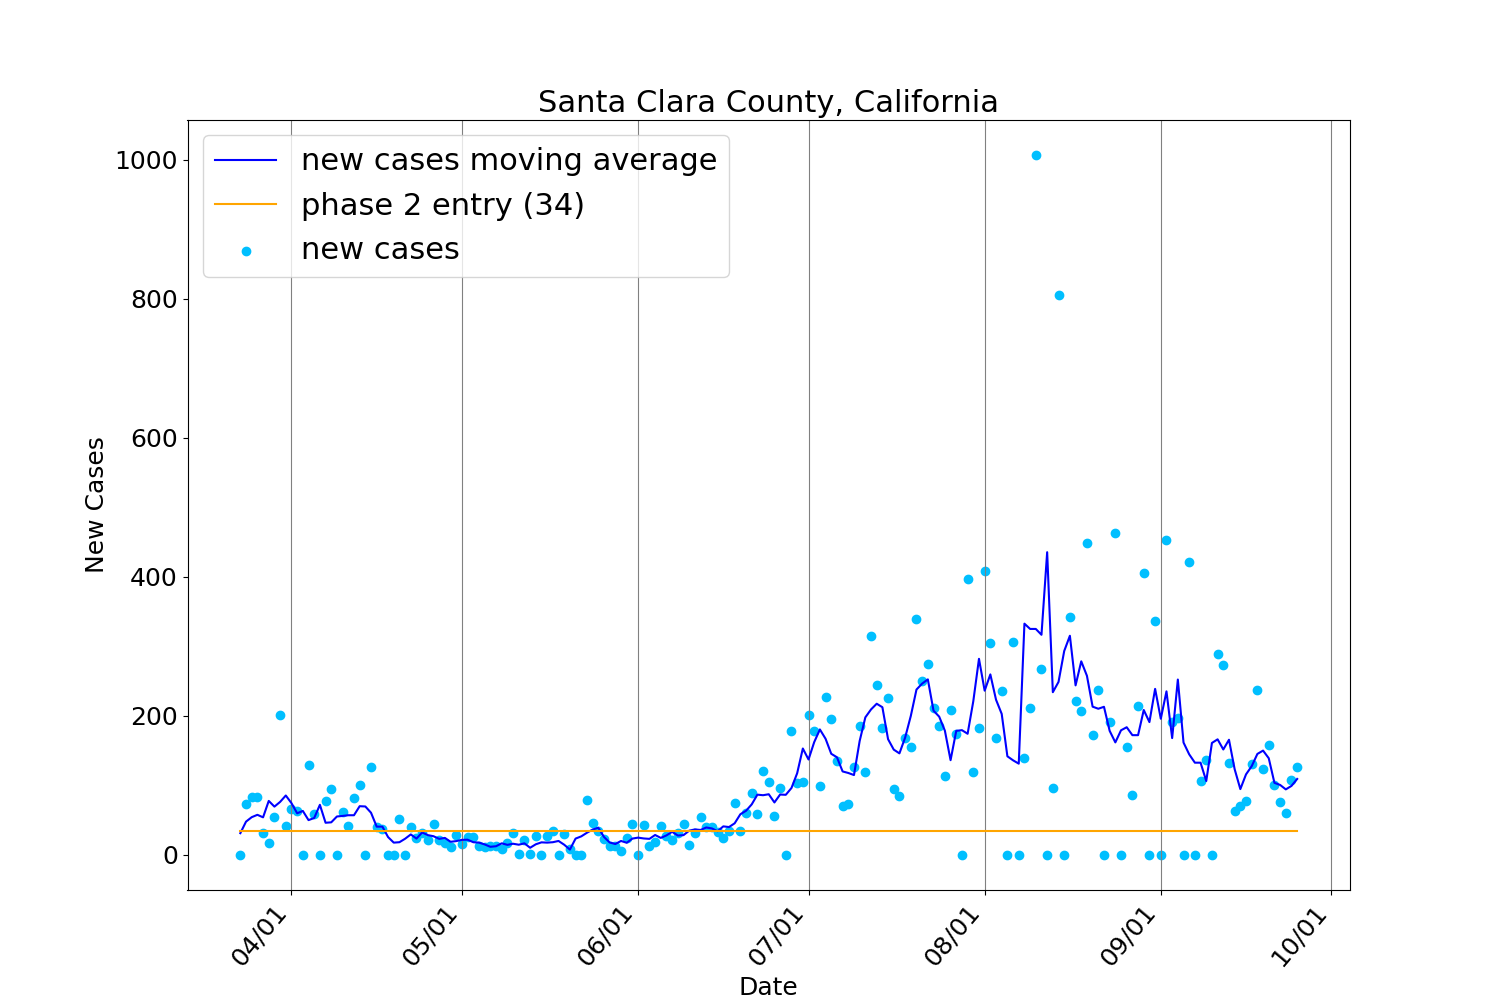 Santa Clara County, California
new cases moving average
phase 2 entry (34)
new cases
1000
800
600
400
200
0
New Cases
04/01
05/01
06/01
07/01
08/01
09/01
10/01
Date